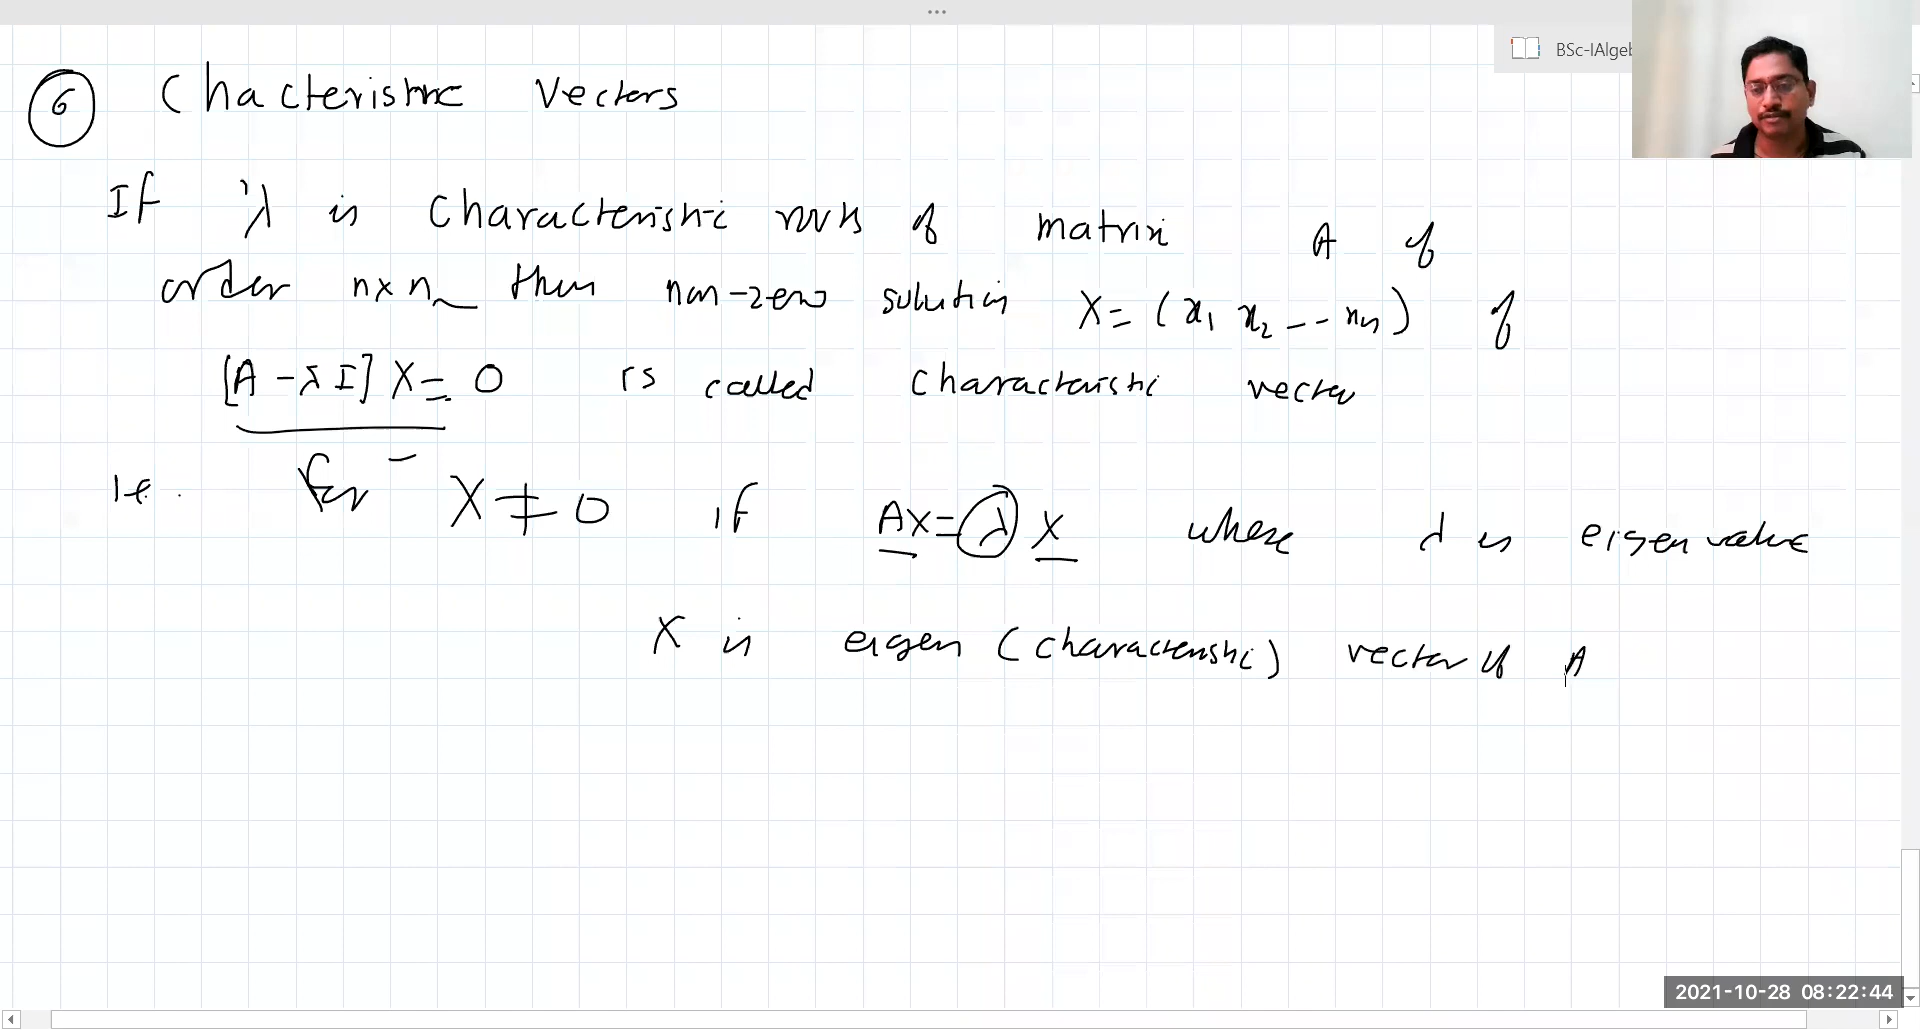 BSc-IAlgeb
6 Chacteristic Vectors
If 'λ is characteristic roots of matrix A of
order n×n then non-zero solution X = (x₁ x₂ --- xₙ) of
[A - λ I] X = 0 is called characteristic vector
ie. for X ≠ 0 if AX = λ X where λ is eigen value
X is eigen (characteristic) vector of A
2021-10-28 08:22:44